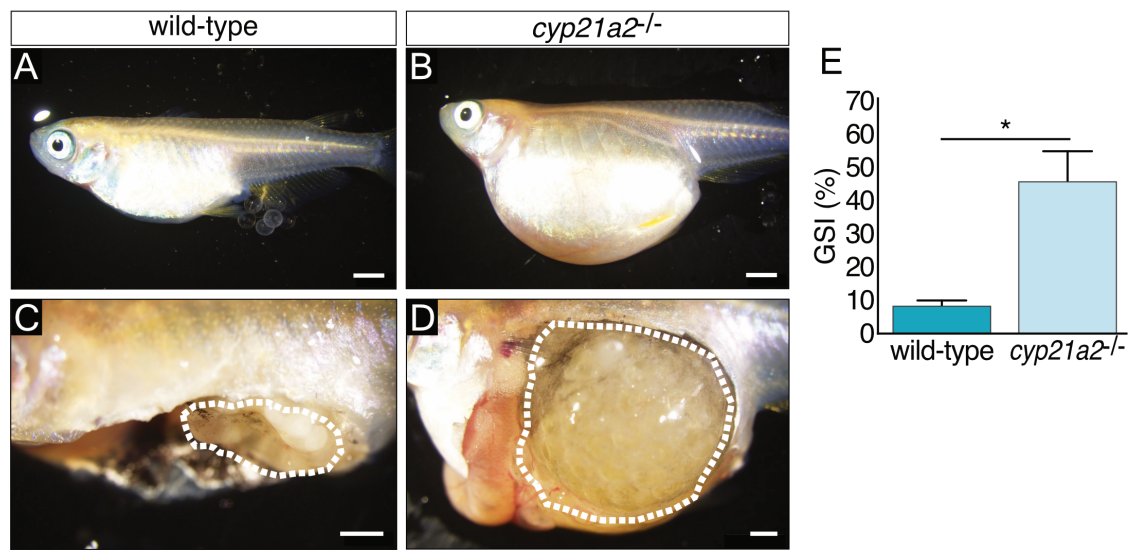 wild-type
cyp21a2-/-
A
B
C
D
E
70
60
50
40
30
20
10
0
GSI (%)
*
wild-type
cyp21a2-/-